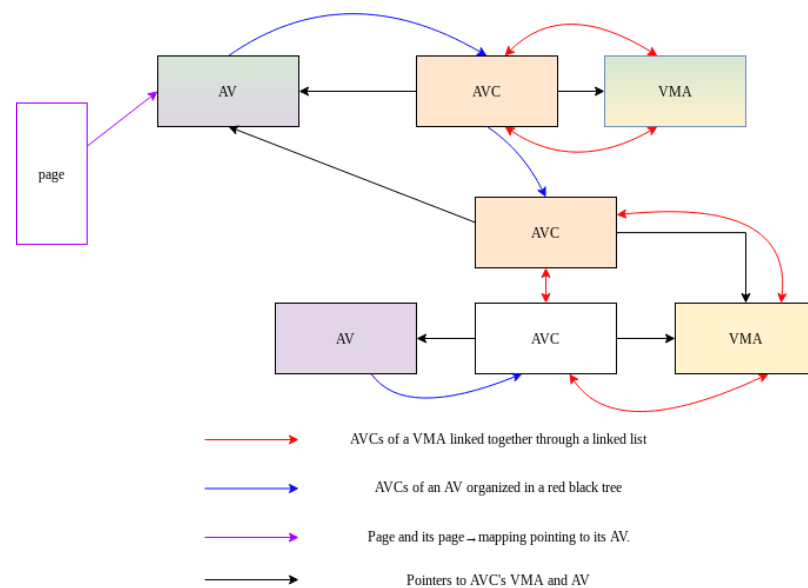 AV
AVC
VMA
page
AVC
AV
AVC
VMA
AVCs of a VMA linked together through a linked list
AVCs of an AV organized in a red black tree
Page and its page→mapping pointing to its AV.
Pointers to AVC's VMA and AV